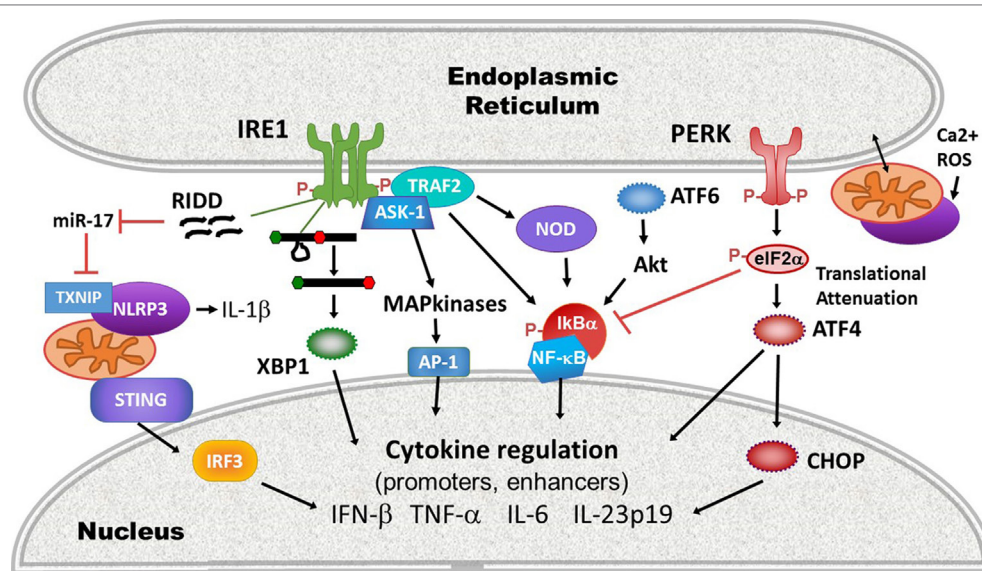 Endoplasmic
Reticulum
IRE1
PERK
Ca2+
ROS
P-
-P
TRAF2
P-
-P
RIDD
ASK-1
ATF6
miR-17
NOD
P-
eIF2α
Akt
TXNIP
NLRP3
IL-1β
MAPkinases
Translational
Attenuation
P-
IkBα
ATF4
XBP1
AP-1
NF-κB
STING
Cytokine regulation
IRF3
CHOP
(promoters, enhancers)
IFN-β TNF-α IL-6 IL-23p19
Nucleus